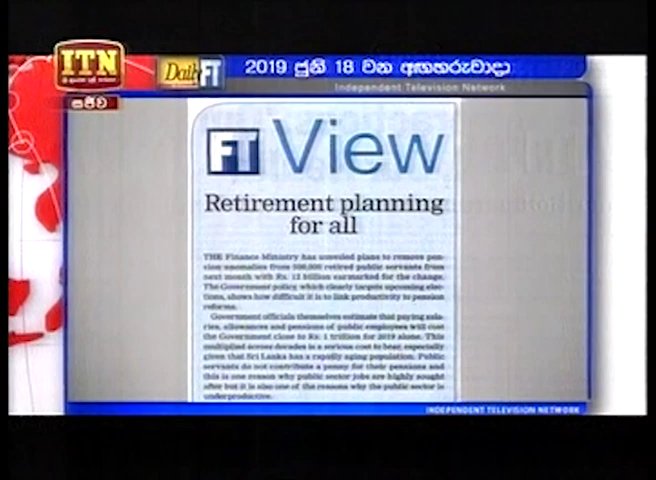 ITN
සජීව
Daily FT
2019 ජුනි 18 වන අඟහරුවාදා
Independent Television Network
FT View
Retirement planning
for all
THE Finance Ministry has unveiled plans to remove pen-
sion anomalies from 500,000 retired public servants from
next month with Rs. 12 billion earmarked for the change.
The Government policy, which clearly targets upcoming elec-
tions, shows how difficult it is to link productivity to pension
reforms.
Government officials themselves estimate that paying sala-
ries, allowances and pensions of public employees will cost
the Government close to Rs. 1 trillion for 2019 alone. This
multiplied across decades is a serious cost to bear, especially
given that Sri Lanka has a rapidly aging population. Public
servants do not contribute a penny for their pensions and
this is one reason why public sector jobs are highly sought
after but it is also one of the reasons why the public sector is
underproductive.
INDEPENDENT TELEVISION NETWORK